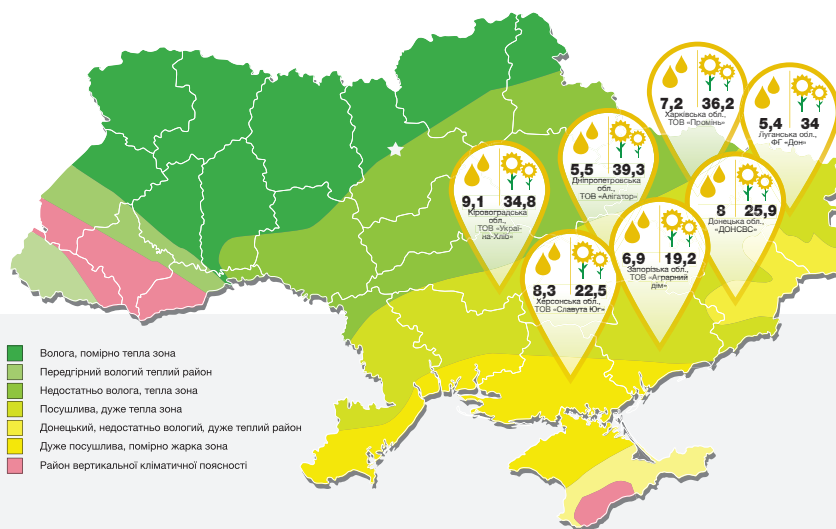 7,2 36,2
Харківська обл.,
ТОВ «Промінь»
5,4 34
Луганська обл.,
ФГ «Дон»
5,5 39,3
Дніпропетровська
обл.,
ТОВ «Алігатор»
9,1 34,8
Кіровоградська
обл.,
ТОВ «Украї-
на-Хліб»
8 25,9
Донецька обл.,
«ДОНСВС»
6,9 19,2
Запорізька обл.,
ТОВ «Аграрний
дім»
8,3 22,5
Херсонська обл.,
ТОВ «Славута Юг»
Волога, помірно тепла зона
Передгірний вологий теплий район
Недостатньо волога, тепла зона
Посушлива, дуже тепла зона
Донецький, недостатньо вологий, дуже теплий район
Дуже посушлива, помірно жарка зона
Район вертикальної кліматичної поясності